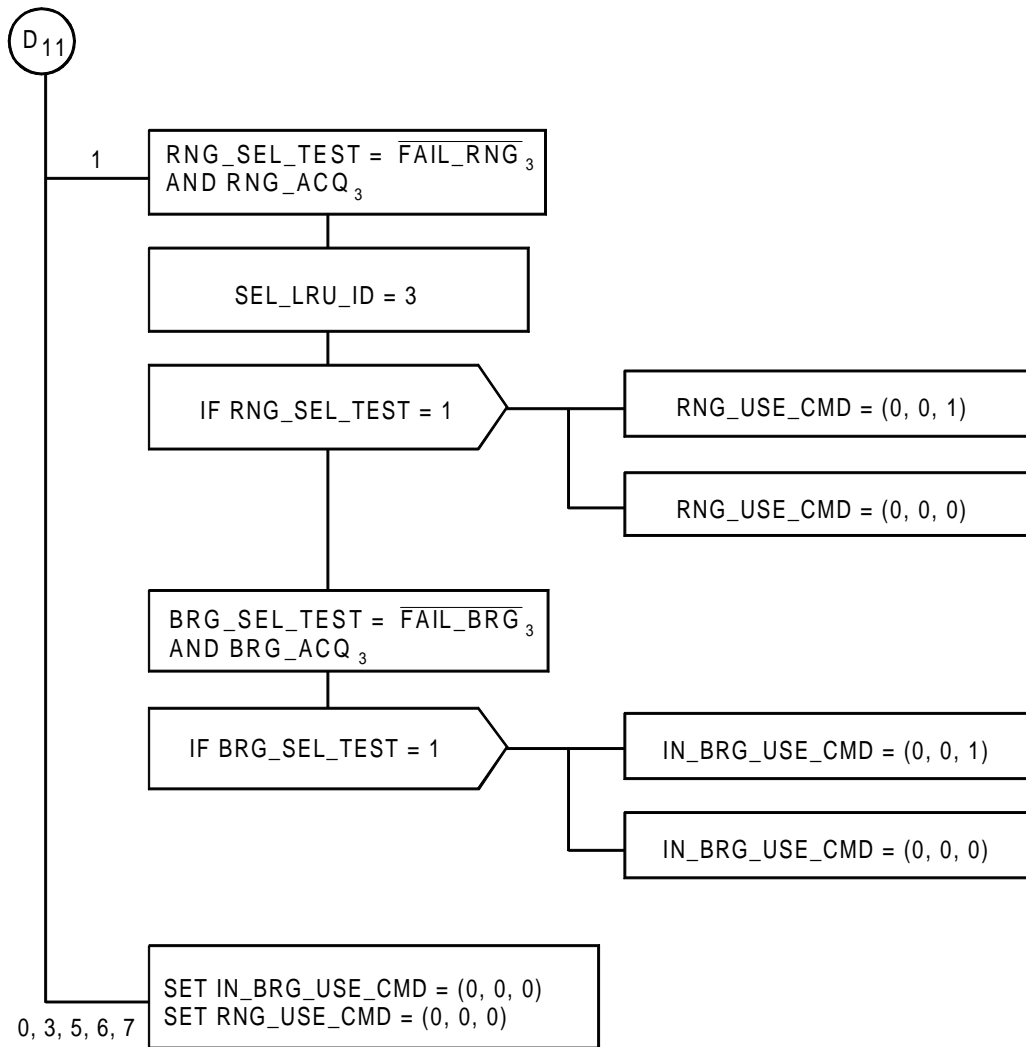 D₁₁
1
RNG_SEL_TEST = F̅A̅I̅L̅_̅R̅N̅G̅₃
AND RNG_ACQ₃
SEL_LRU_ID = 3
IF RNG_SEL_TEST = 1
RNG_USE_CMD = (0, 0, 1)
RNG_USE_CMD = (0, 0, 0)
BRG_SEL_TEST = F̅A̅I̅L̅_̅B̅R̅G̅₃
AND BRG_ACQ₃
IF BRG_SEL_TEST = 1
IN_BRG_USE_CMD = (0, 0, 1)
IN_BRG_USE_CMD = (0, 0, 0)
SET IN_BRG_USE_CMD = (0, 0, 0)
SET RNG_USE_CMD = (0, 0, 0)
0, 3, 5, 6, 7